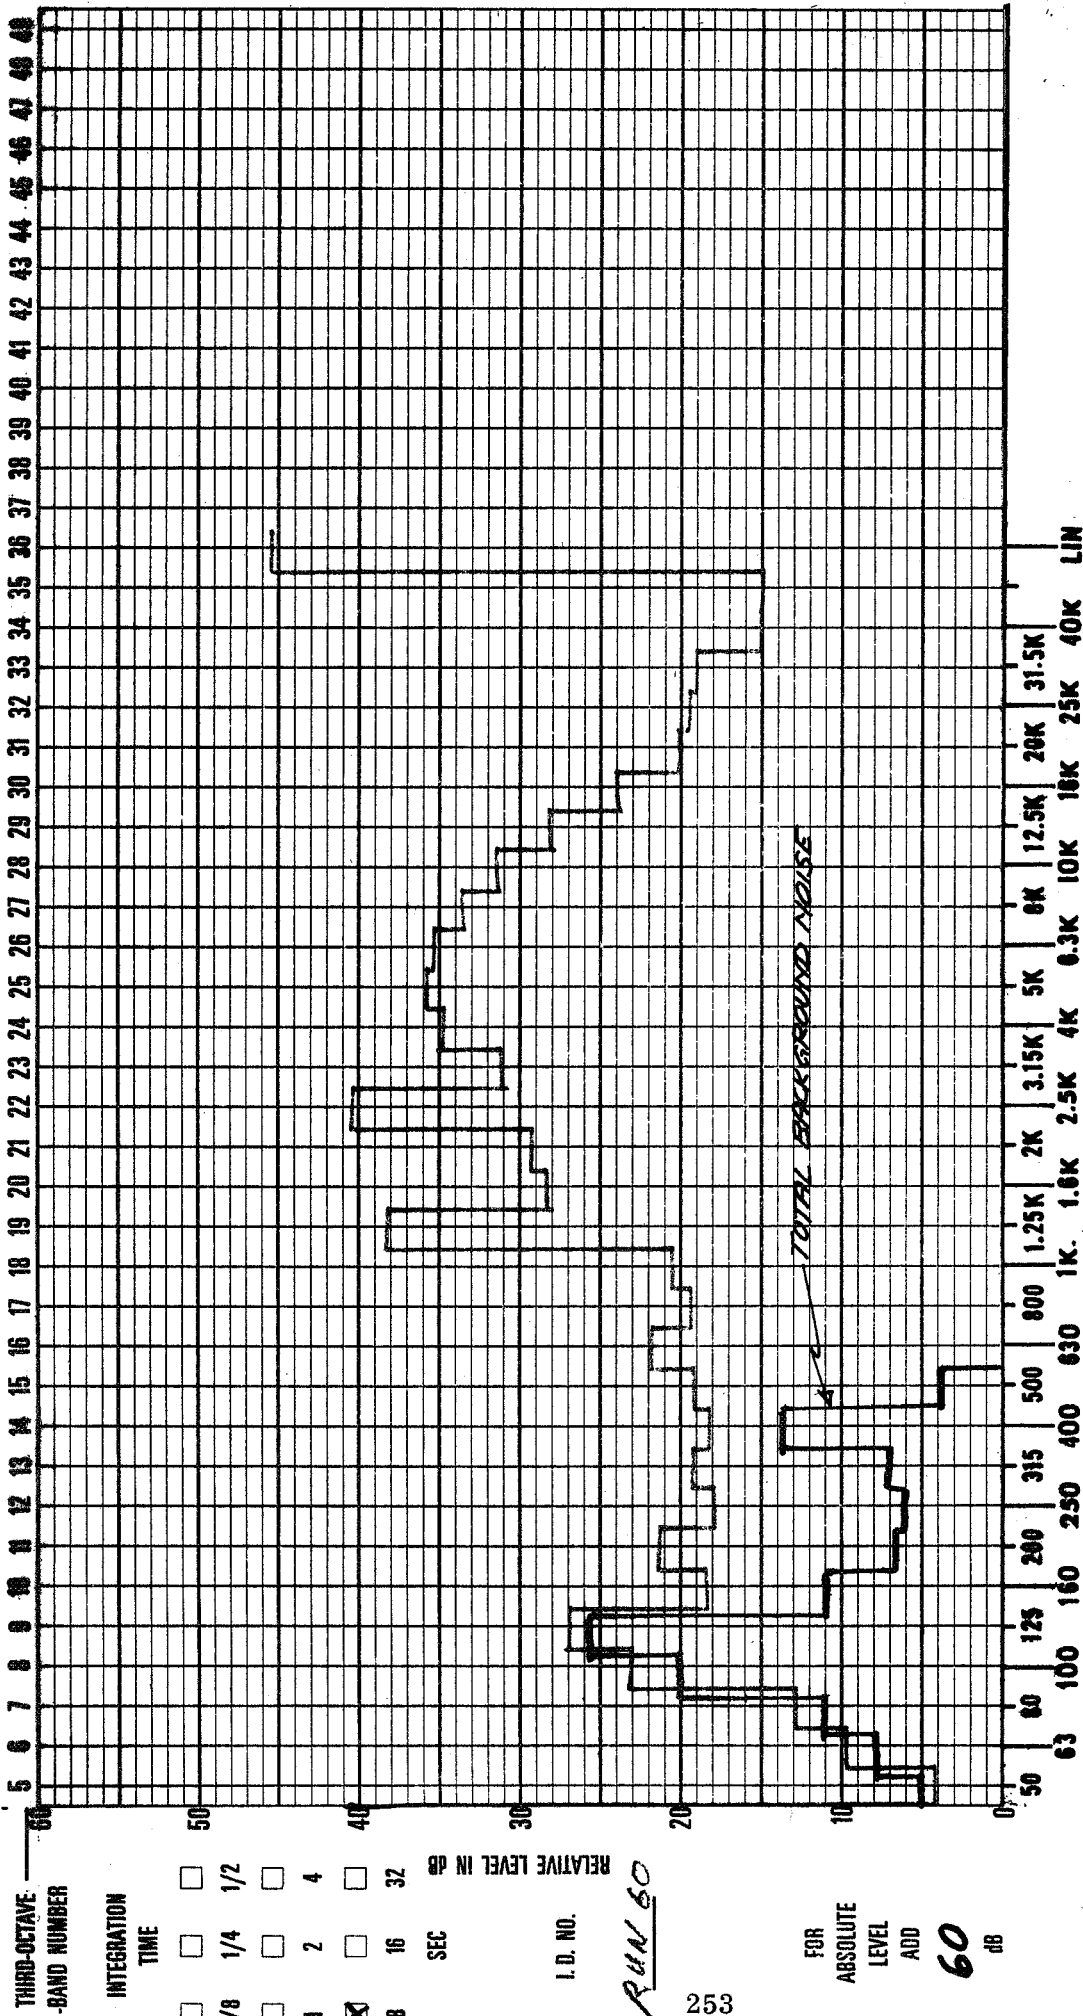 THIRD-OCTAVE
-BAND NUMBER
5 6 7 8 9 10 11 12 13 14 15 16 17 18 19 20 21 22 23 24 25 26 27 28 29 30 31 32 33 34 35 36 37 38 39 40 41 42 43 44 45 46 47 48 49
INTEGRATION
TIME
/8 1/4 1/2
2 4
8 16 32
SEC
I. D. NO.
RUN 60
FOR
ABSOLUTE
LEVEL
ADD
60
dB
RELATIVE LEVEL IN dB
60
50
40
30
20
10
0
TOTAL BACKGROUND NOISE
50 80 125 200 315 500 800 1.25K 2K 3.15K 5K 8K 12.5K 20K 31.5K
63 100 160 250 400 630 1K. 1.6K 2.5K 4K 6.3K 10K 16K 25K 40K LIN
253